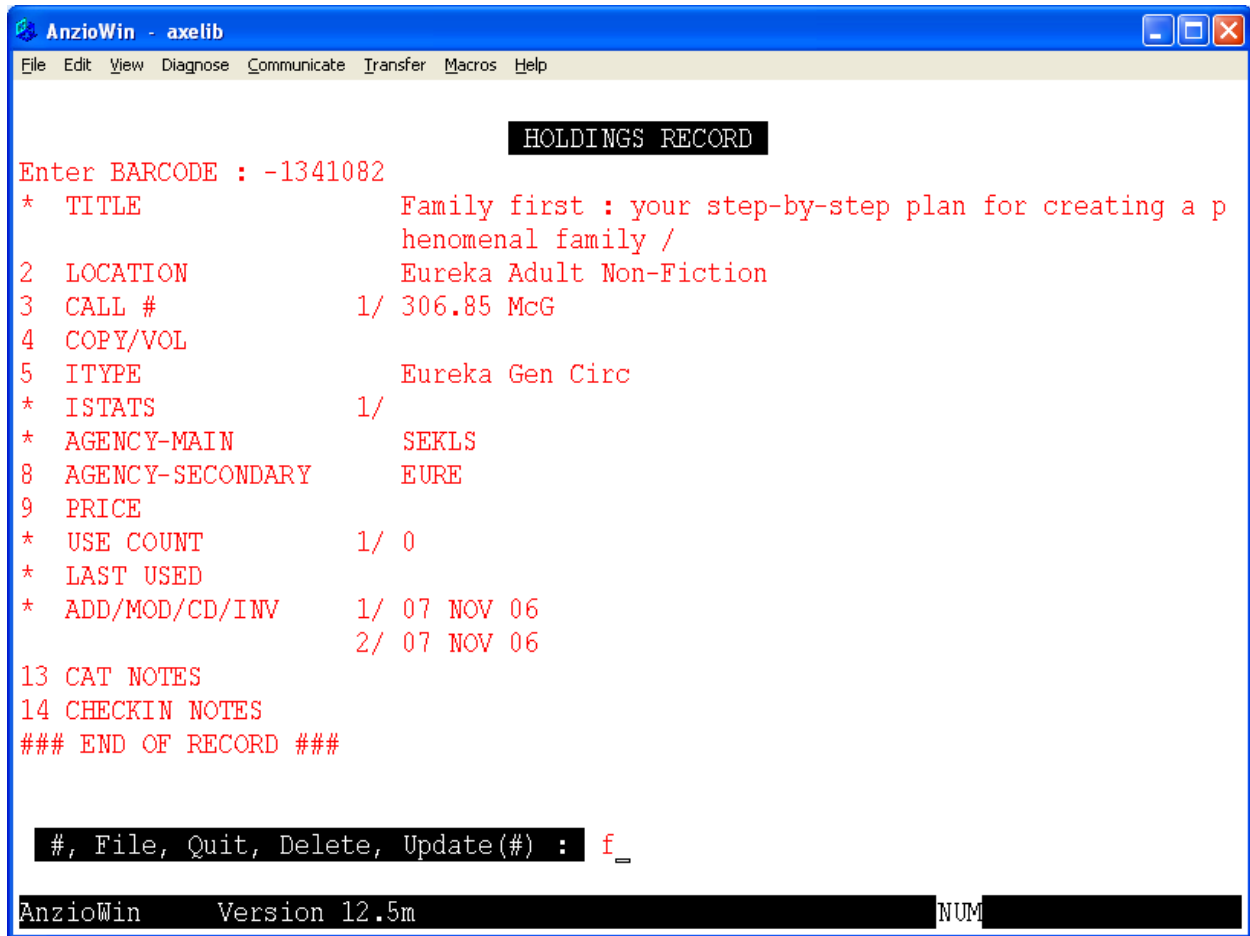 AnzioWin - axelib
File Edit View Diagnose Communicate Transfer Macros Help
HOLDINGS RECORD
Enter BARCODE : -1341082
* TITLE Family first : your step-by-step plan for creating a p
henomenal family /
2 LOCATION Eureka Adult Non-Fiction
3 CALL # 1/ 306.85 McG
4 COPY/VOL
5 ITYPE Eureka Gen Circ
* ISTATS 1/
* AGENCY-MAIN SEKLS
8 AGENCY-SECONDARY EURE
9 PRICE
* USE COUNT 1/ 0
* LAST USED
* ADD/MOD/CD/INV 1/ 07 NOV 06
2/ 07 NOV 06
13 CAT NOTES
14 CHECKIN NOTES
### END OF RECORD ###
#, File, Quit, Delete, Update(#) : f_
AnzioWin Version 12.5m NUM